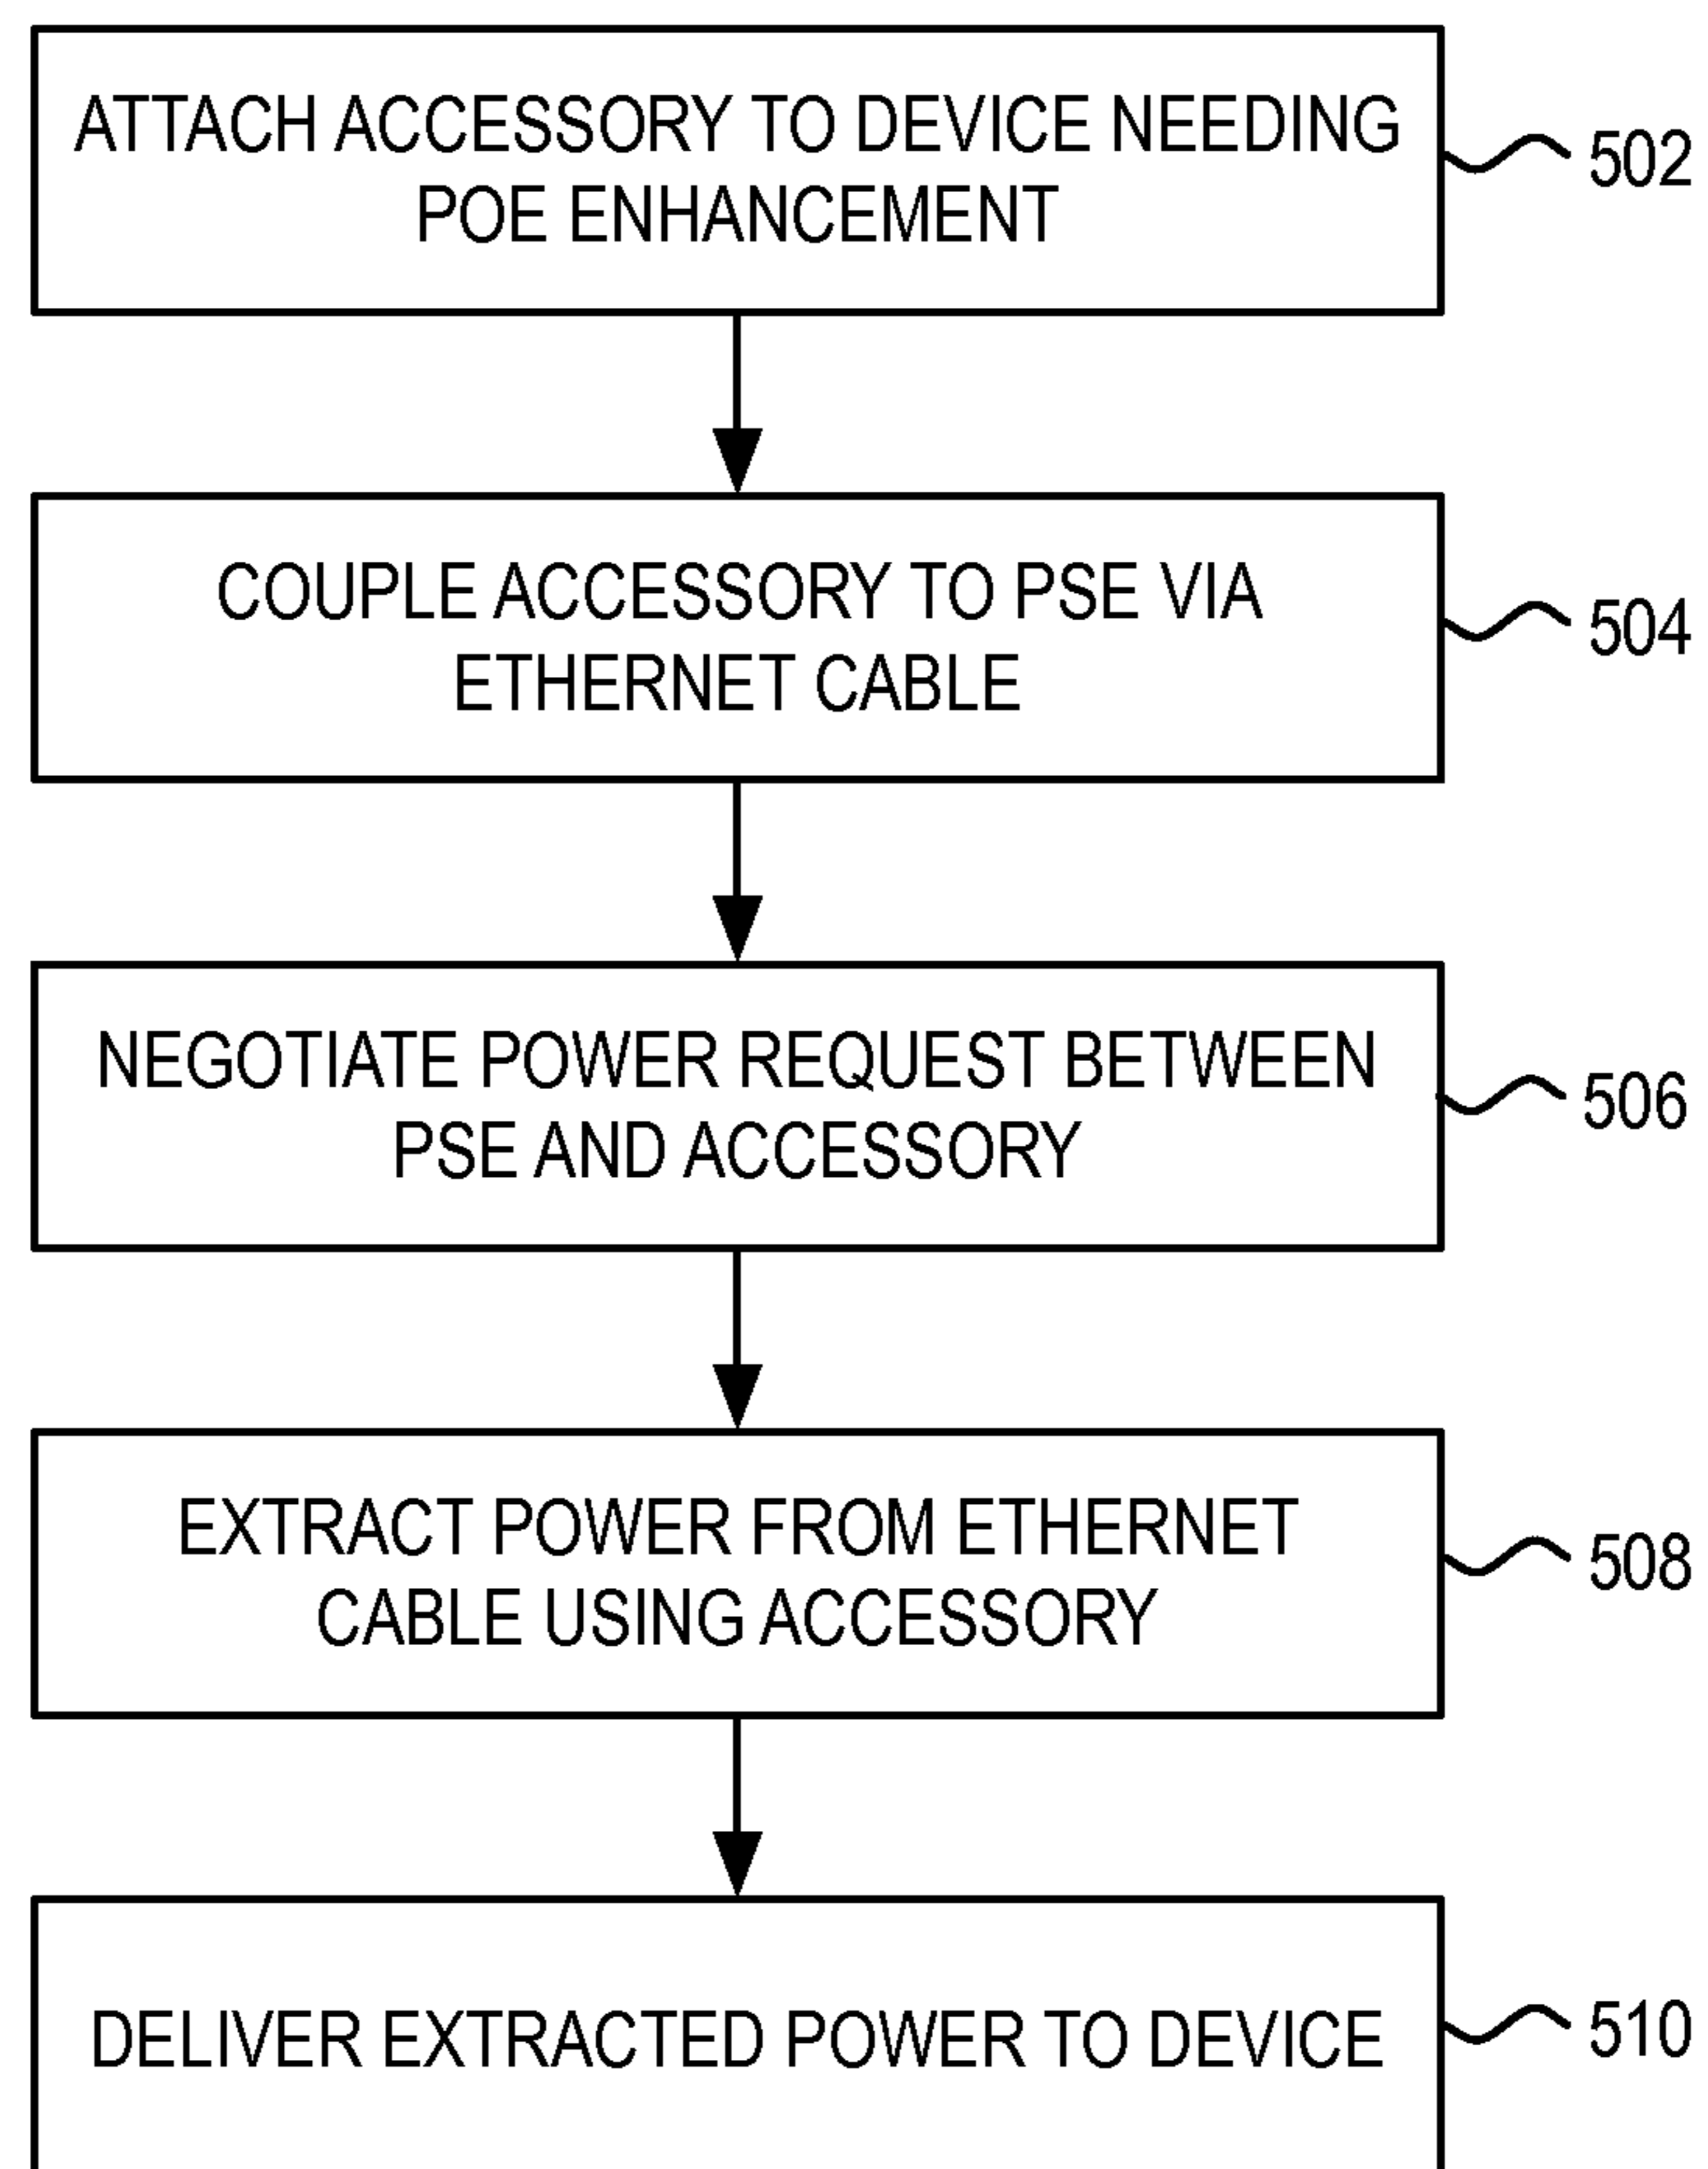 ATTACH ACCESSORY TO DEVICE NEEDING
POE ENHANCEMENT
502
COUPLE ACCESSORY TO PSE VIA
ETHERNET CABLE
504
NEGOTIATE POWER REQUEST BETWEEN
PSE AND ACCESSORY
506
EXTRACT POWER FROM ETHERNET
CABLE USING ACCESSORY
508
DELIVER EXTRACTED POWER TO DEVICE
510